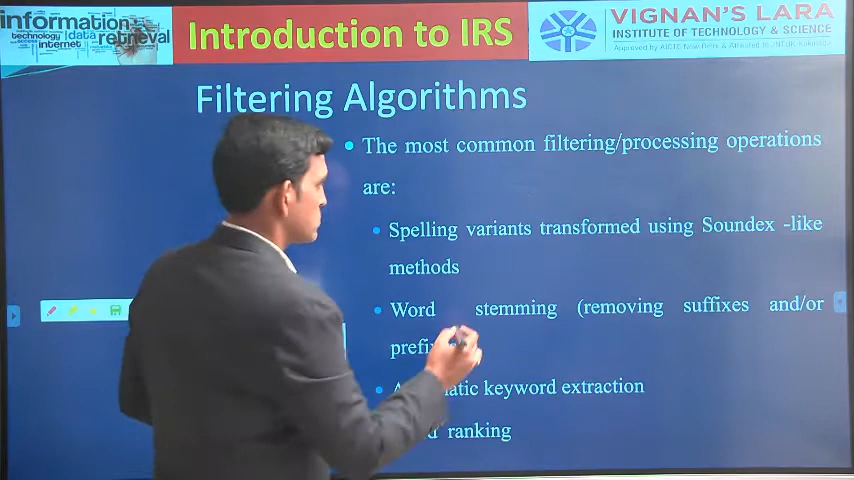 information
technology data retrieval
internet
Introduction to IRS
VIGNAN'S LARA
INSTITUTE OF TECHNOLOGY & SCIENCE
Approved by AICTE New Delhi & Affiliated to JNTUK Kakinada
Filtering Algorithms
The most common filtering/processing operations
are:
Spelling variants transformed using Soundex -like
methods
Word stemming (removing suffixes and/or
keyword extraction
ranking